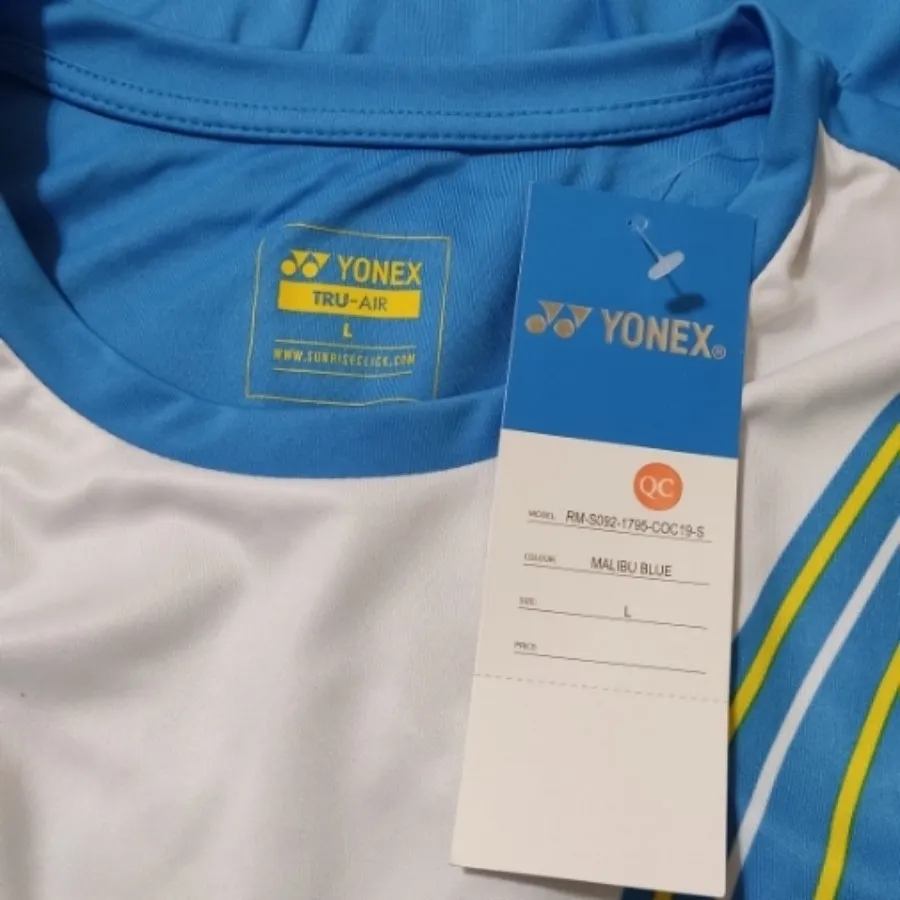 YONEX
TRU-AIR
L
WWW.SUNRISECLICK.COM
YONEX®
QC
MODEL: RM-S092-1795-COC19-S
COLOUR: MALIBU BLUE
SIZE: L
PRICE: